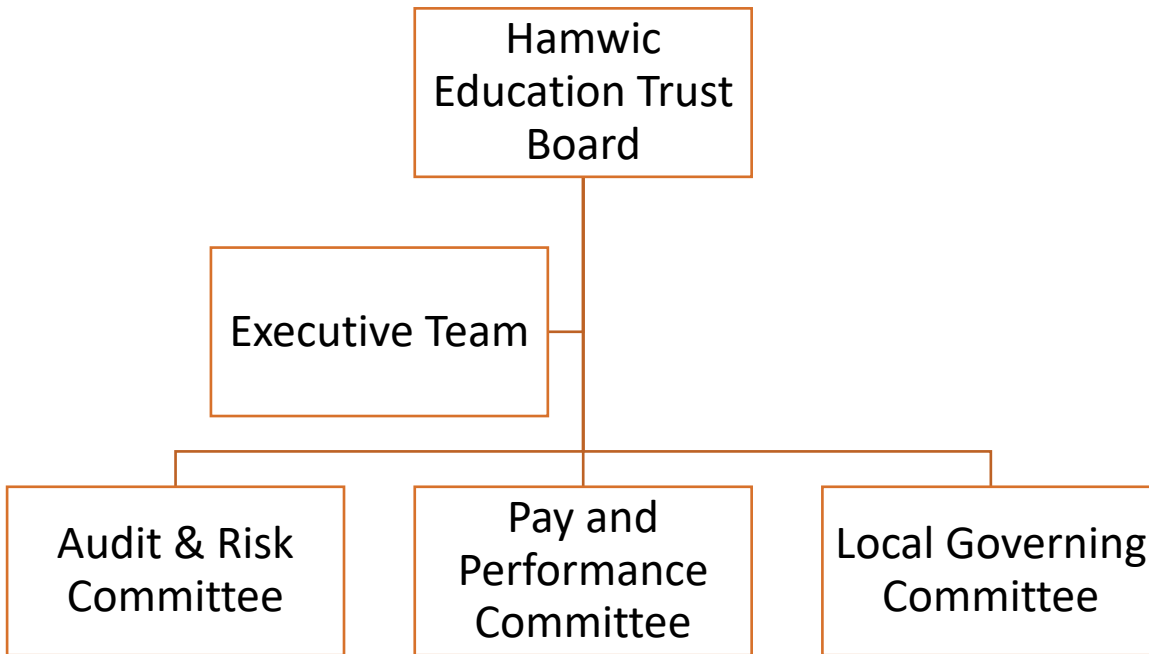 Hamwic
Education Trust
Board
Executive Team
Audit & Risk
Committee
Pay and
Performance
Committee
Local Governing
Committee